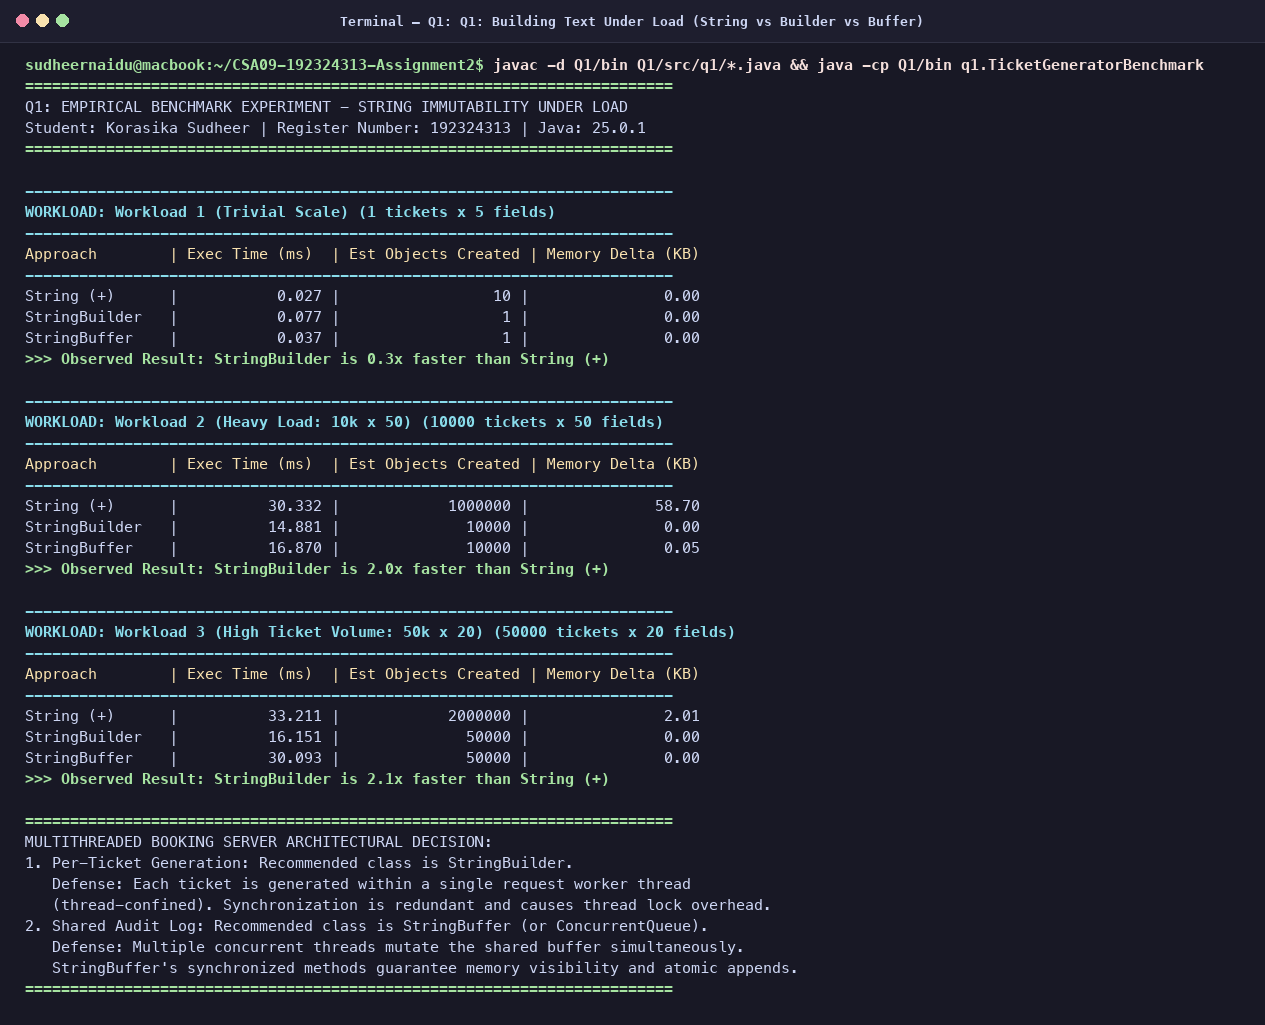 Terminal — Q1: Q1: Building Text Under Load (String vs Builder vs Buffer)
sudheernaidu@macbook:~/CSA09-192324313-Assignment2$ javac -d Q1/bin Q1/src/q1/*.java && java -cp Q1/bin q1.TicketGeneratorBenchmark
========================================================================
Q1: EMPIRICAL BENCHMARK EXPERIMENT - STRING IMMUTABILITY UNDER LOAD
Student: Korasika Sudheer | Register Number: 192324313 | Java: 25.0.1
========================================================================
------------------------------------------------------------------------
WORKLOAD: Workload 1 (Trivial Scale) (1 tickets x 5 fields)
------------------------------------------------------------------------
Approach        | Exec Time (ms)  | Est Objects Created | Memory Delta (KB)
------------------------------------------------------------------------
String (+)      |           0.027 |                 10 |               0.00
StringBuilder   |           0.077 |                  1 |               0.00
StringBuffer    |           0.037 |                  1 |               0.00
>>> Observed Result: StringBuilder is 0.3x faster than String (+)
------------------------------------------------------------------------
WORKLOAD: Workload 2 (Heavy Load: 10k x 50) (10000 tickets x 50 fields)
------------------------------------------------------------------------
Approach        | Exec Time (ms)  | Est Objects Created | Memory Delta (KB)
------------------------------------------------------------------------
String (+)      |          30.332 |            1000000 |              58.70
StringBuilder   |          14.881 |              10000 |               0.00
StringBuffer    |          16.870 |              10000 |               0.05
>>> Observed Result: StringBuilder is 2.0x faster than String (+)
------------------------------------------------------------------------
WORKLOAD: Workload 3 (High Ticket Volume: 50k x 20) (50000 tickets x 20 fields)
------------------------------------------------------------------------
Approach        | Exec Time (ms)  | Est Objects Created | Memory Delta (KB)
------------------------------------------------------------------------
String (+)      |          33.211 |            2000000 |               2.01
StringBuilder   |          16.151 |              50000 |               0.00
StringBuffer    |          30.093 |              50000 |               0.00
>>> Observed Result: StringBuilder is 2.1x faster than String (+)
========================================================================
MULTITHREADED BOOKING SERVER ARCHITECTURAL DECISION:
1. Per-Ticket Generation: Recommended class is StringBuilder.
   Defense: Each ticket is generated within a single request worker thread
   (thread-confined). Synchronization is redundant and causes thread lock overhead.
2. Shared Audit Log: Recommended class is StringBuffer (or ConcurrentQueue).
   Defense: Multiple concurrent threads mutate the shared buffer simultaneously.
   StringBuffer's synchronized methods guarantee memory visibility and atomic appends.
========================================================================